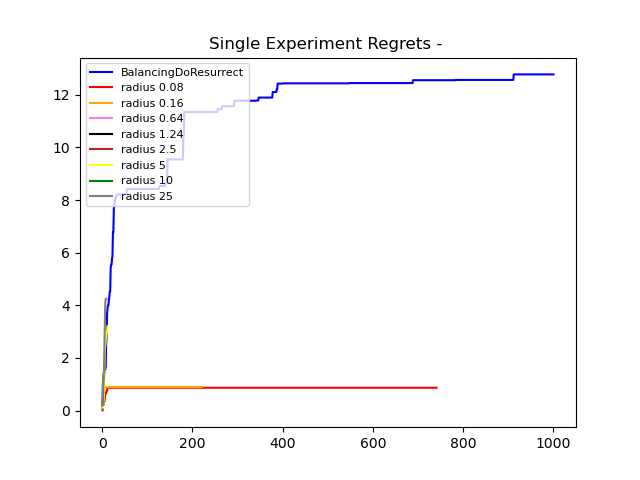 Single Experiment Regrets -
BalancingDoResurrect
radius 0.08
radius 0.16
radius 0.64
radius 1.24
radius 2.5
radius 5
radius 10
radius 25
12
10
8
6
4
2
0
0 200 400 600 800 1000